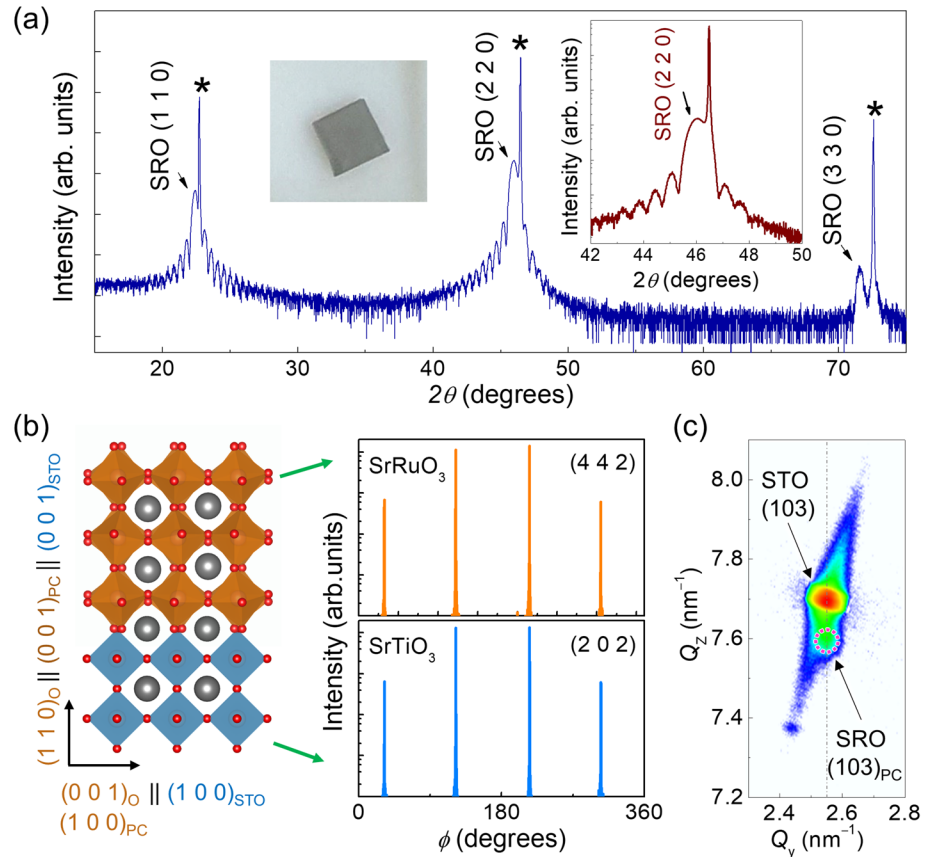 (a)
Intensity (arb. units)
SRO (1 1 0)
*
SRO (2 2 0)
*
SRO (3 3 0)
*
Intensity (arb. units)
SRO (2 2 0)
42 44 46 48 50
2θ (degrees)
20 30 40 50 60 70
2θ (degrees)
(b)
(1 1 0)O || (0 0 1)PC || (0 0 1)STO
(0 0 1)O || (1 0 0)STO
(1 0 0)PC
Intensity (arb.units)
SrRuO3 (4 4 2)
SrTiO3 (2 0 2)
0 180 360
ϕ (degrees)
(c)
QZ (nm−1)
8.0
7.8
7.6
7.4
7.2
STO
(103)
SRO
(103)PC
2.4 2.6 2.8
Qy (nm−1)